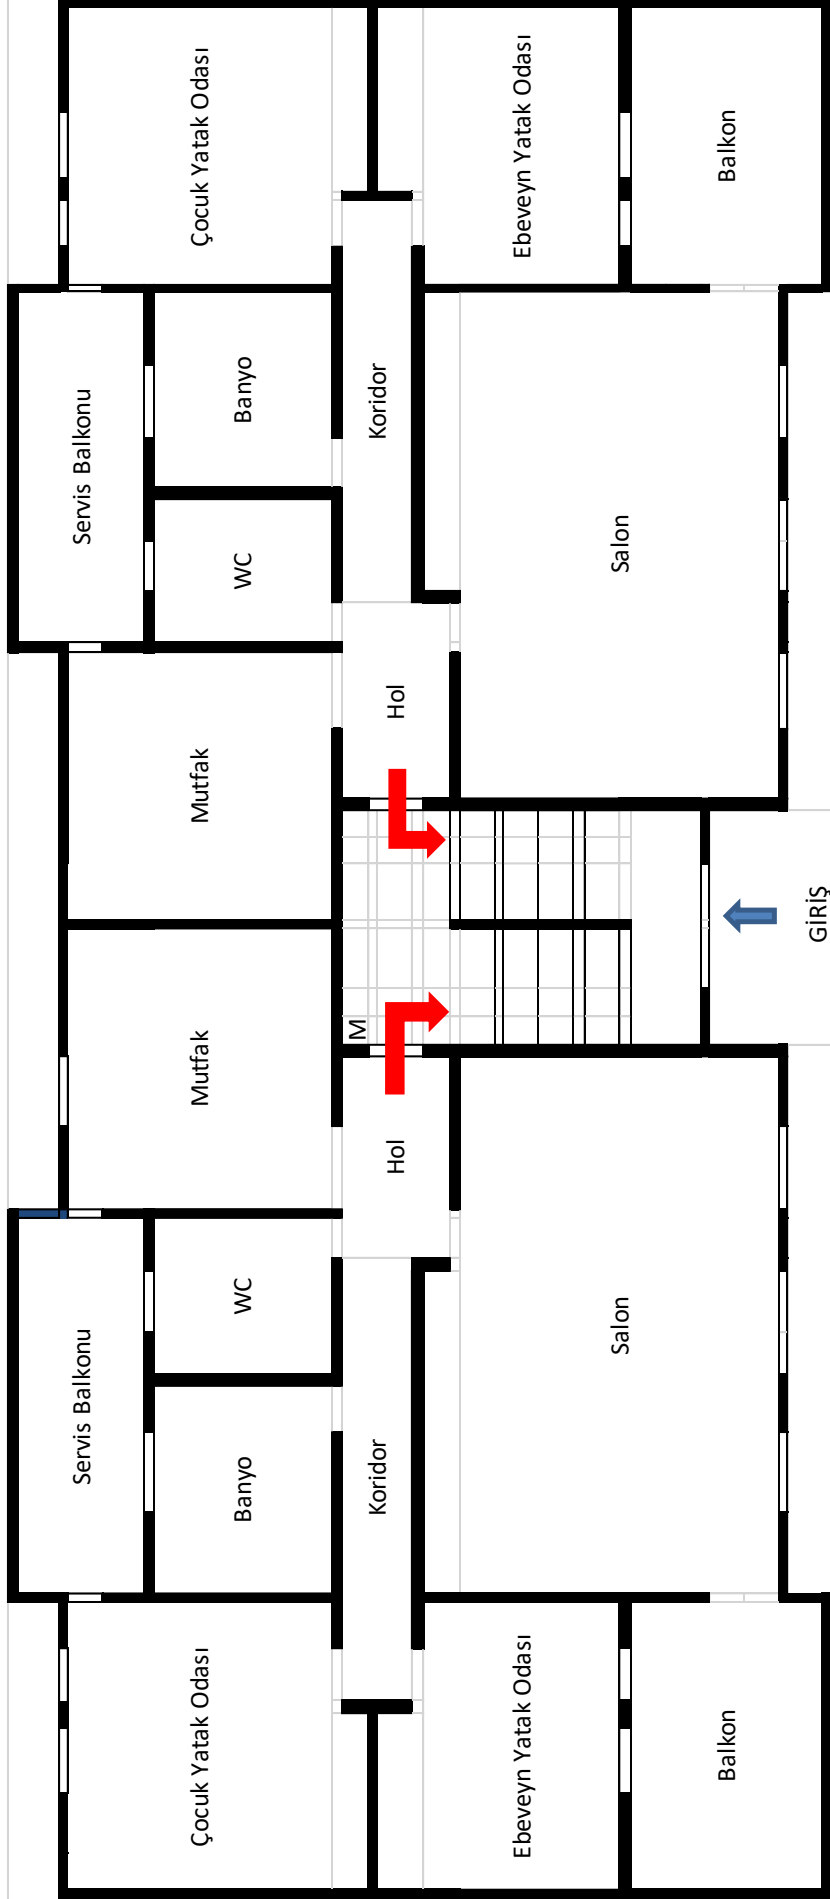 Çocuk Yatak Odası
Ebeveyn Yatak Odası
Balkon
Servis Balkonu
Banyo
Koridor
WC
Salon
Hol
Mutfak
GİRİŞ
Mutfak
M
Hol
WC
Servis Balkonu
Salon
Banyo
Koridor
Çocuk Yatak Odası
Ebeveyn Yatak Odası
Balkon